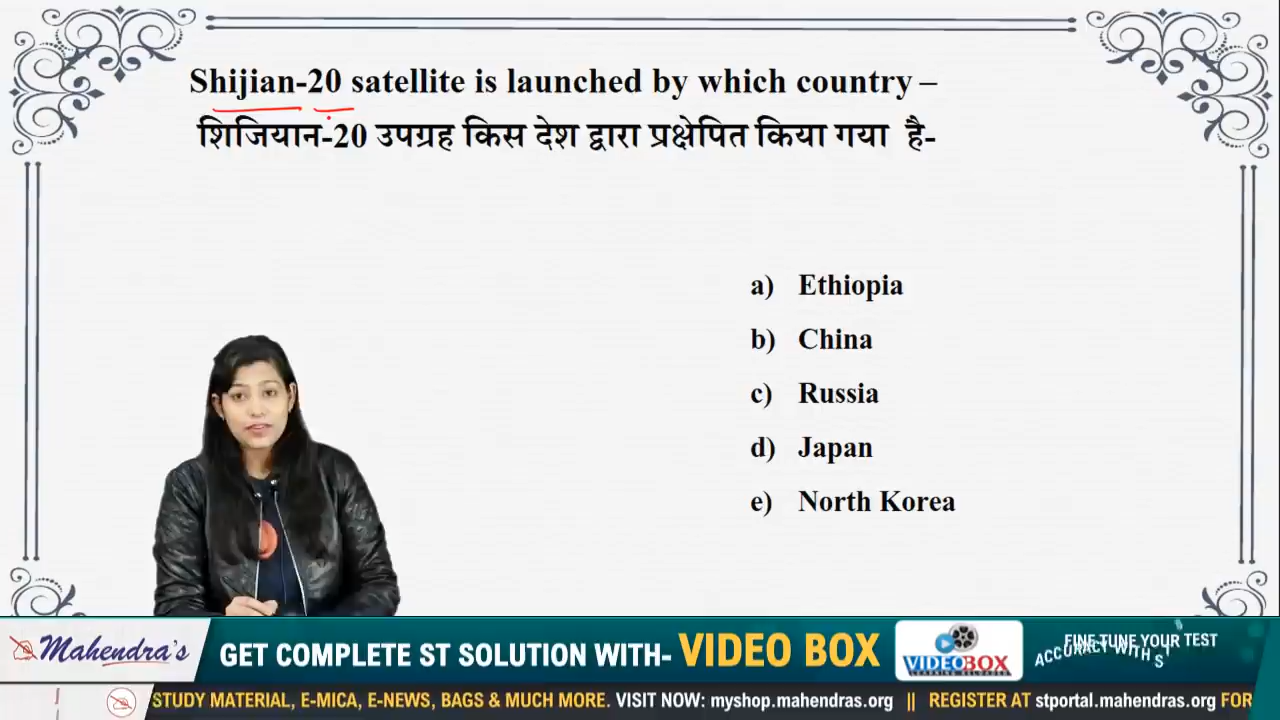 Shijian-20 satellite is launched by which country –
शिजियान-20 उपग्रह किस देश द्वारा प्रक्षेपित किया गया है-
a) Ethiopia
b) China
c) Russia
d) Japan
e) North Korea
Mahendra's
GET COMPLETE ST SOLUTION WITH- VIDEO BOX
VIDEOBOX
LEARNING RELOADED
FINE TUNE YOUR TEST
ACCURACY WITH S
STUDY MATERIAL, E-MICA, E-NEWS, BAGS & MUCH MORE. VISIT NOW: myshop.mahendras.org || REGISTER AT stportal.mahendras.org FOR